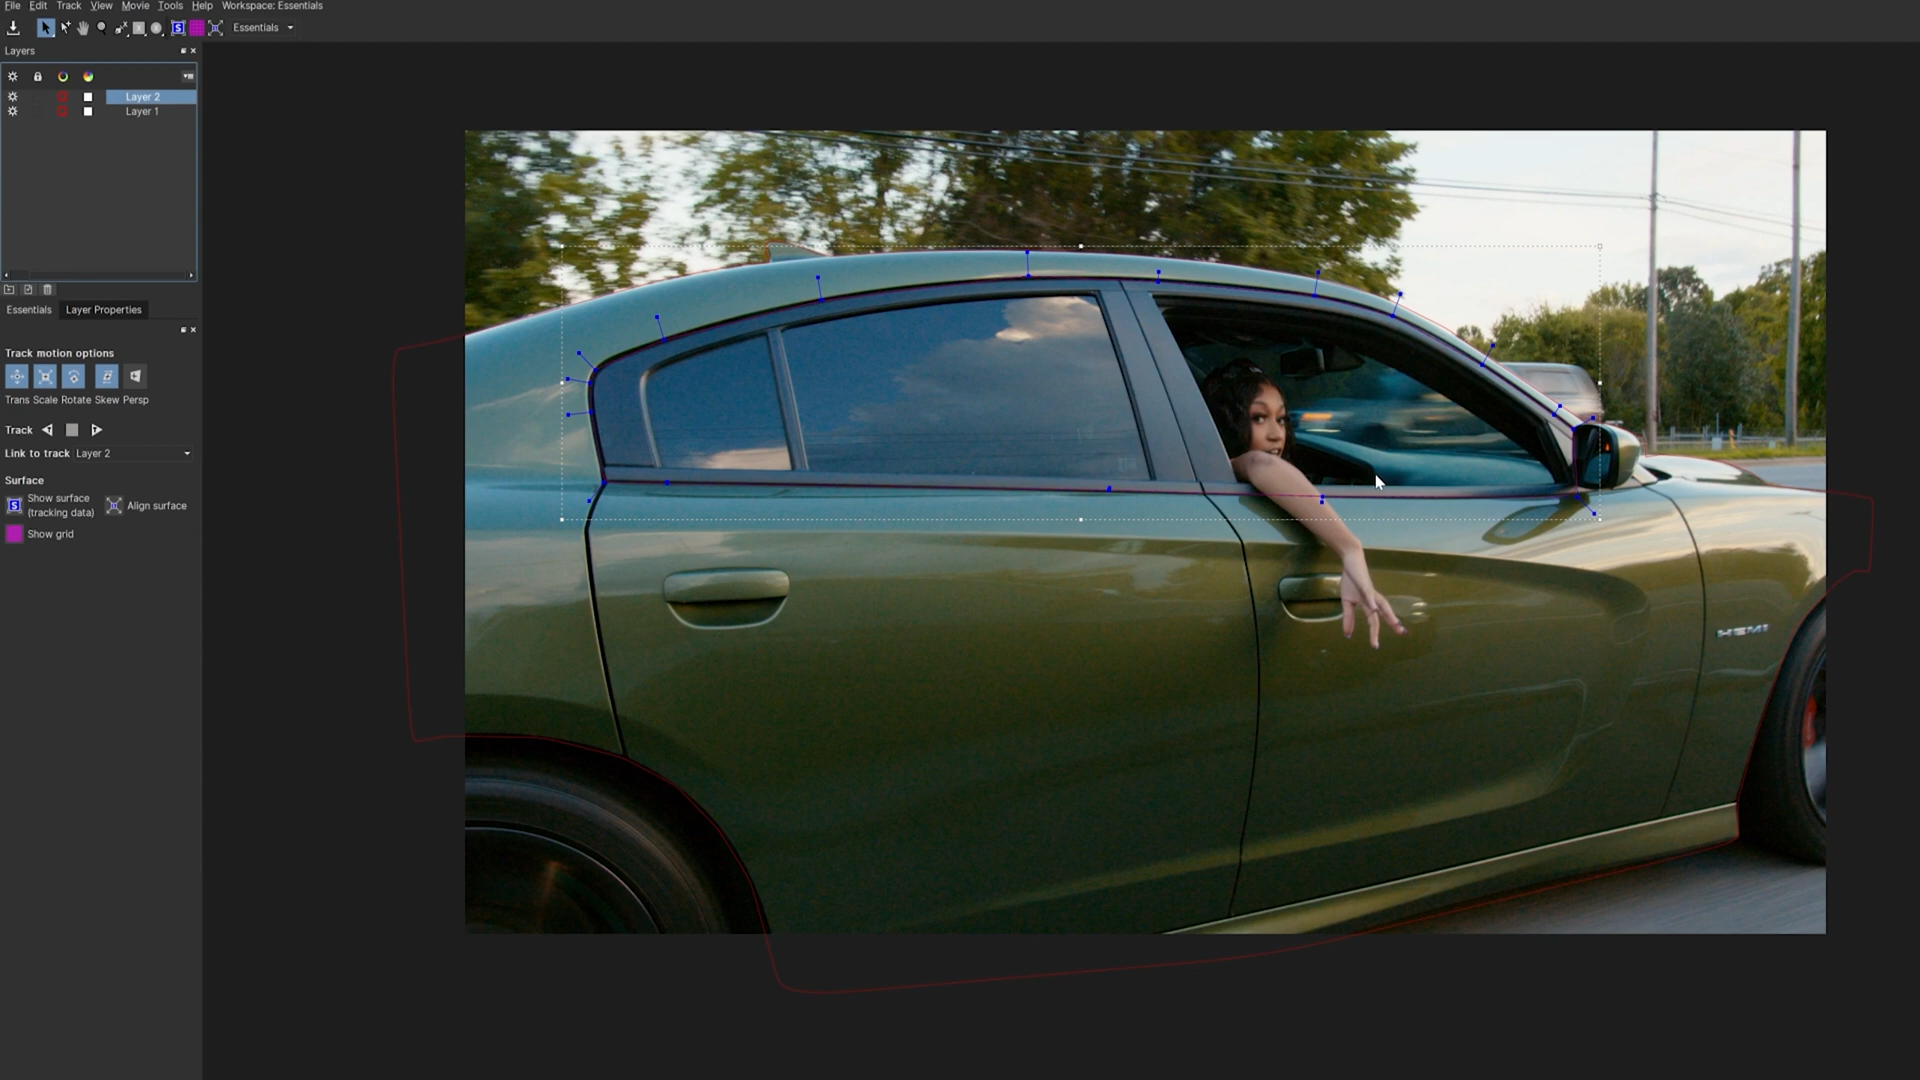 File Edit Track View Movie Tools Help Workspace: Essentials
Essentials
Layers
Layer 2
Layer 1
Essentials Layer Properties
Track motion options
Trans Scale Rotate Skew Persp
Track
Link to track Layer 2
Surface
Show surface
(tracking data)
Align surface
Show grid
HEMI